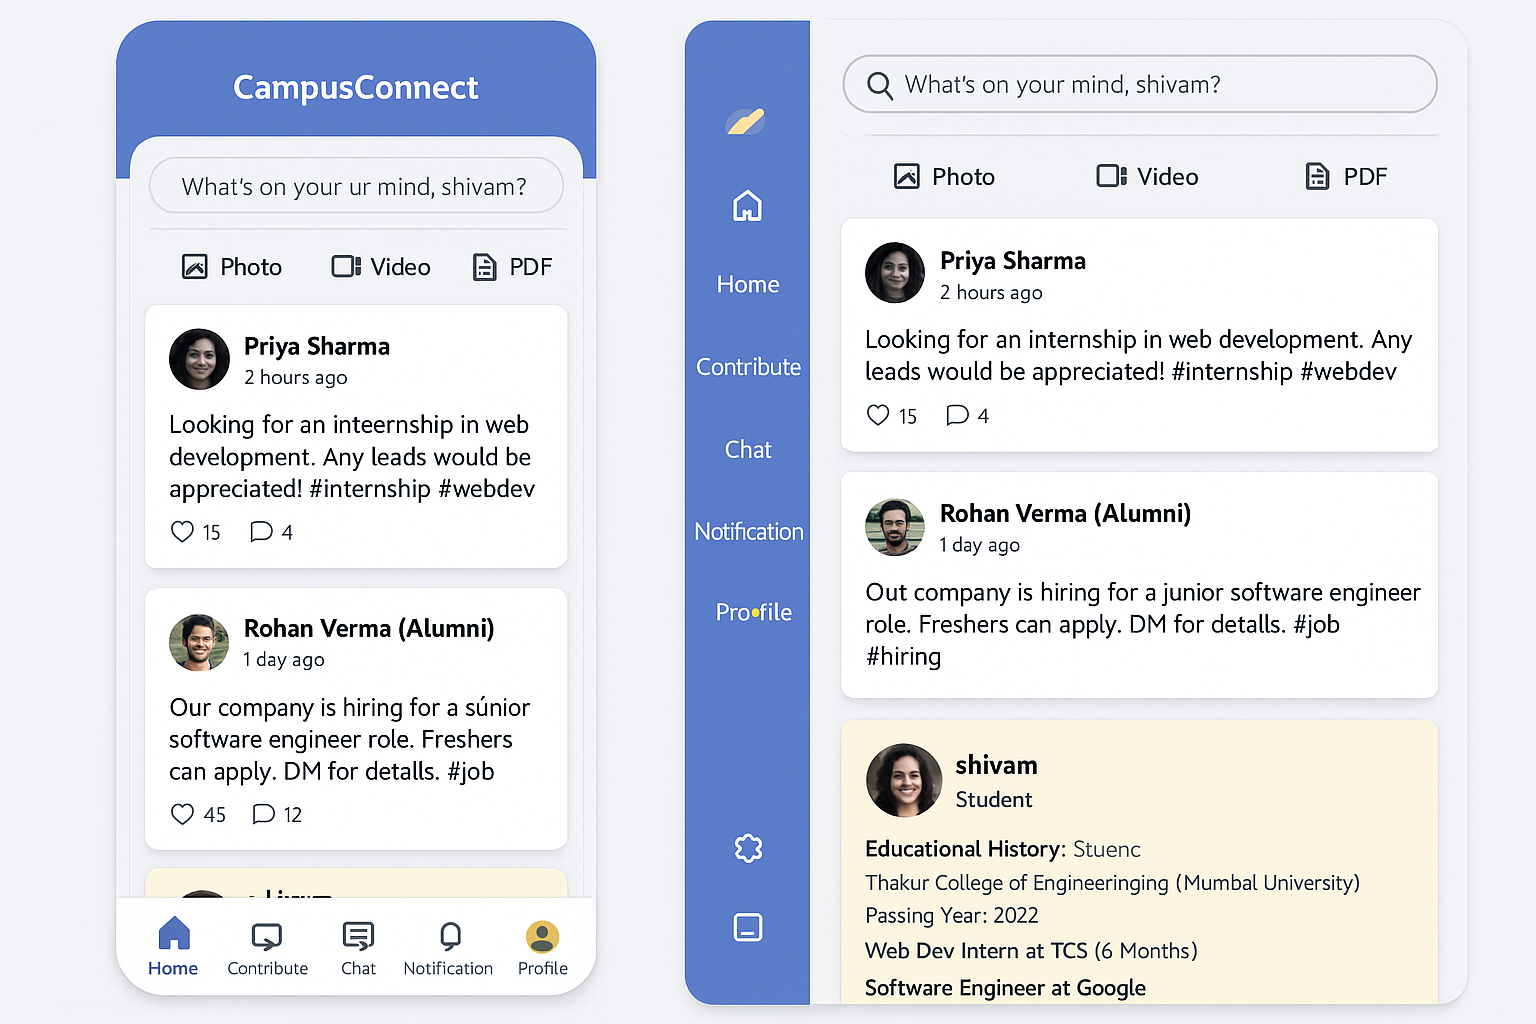 CampusConnect
What's on your ur mind, shivam?
Photo
Video
PDF
Priya Sharma
2 hours ago
Looking for an inteernship in web
development. Any leads would be
appreciated! #internship #webdev
15
4
Rohan Verma (Alumni)
1 day ago
Our company is hiring for a súnior
software engineer role. Freshers
can apply. DM for detalls. #job
45
12
Home
Contribute
Chat
Notification
Profile
Home
Contribute
Chat
Notification
Profile
What's on your mind, shivam?
Photo
Video
PDF
Priya Sharma
2 hours ago
Looking for an internship in web development. Any
leads would be appreciated! #internship #webdev
15
4
Rohan Verma (Alumni)
1 day ago
Out company is hiring for a junior software engineer
role. Freshers can apply. DM for detalls. #job
#hiring
shivam
Student
Educational History: Stuenc
Thakur College of Engineeringing (Mumbal University)
Passing Year: 2022
Web Dev Intern at TCS (6 Months)
Software Engineer at Google